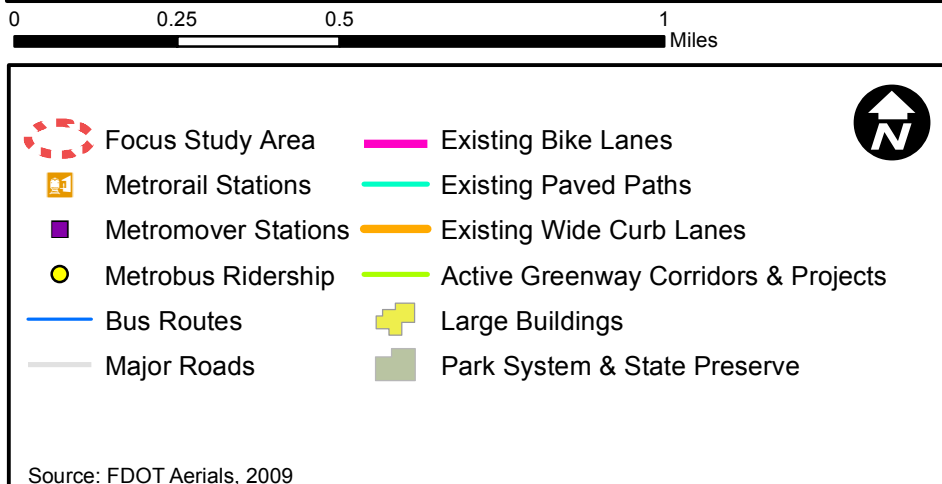 0 0.25 0.5 1
Miles
N
Focus Study Area
Metrorail Stations
Metromover Stations
Metrobus Ridership
Bus Routes
Major Roads
Existing Bike Lanes
Existing Paved Paths
Existing Wide Curb Lanes
Active Greenway Corridors & Projects
Large Buildings
Park System & State Preserve
Source: FDOT Aerials, 2009